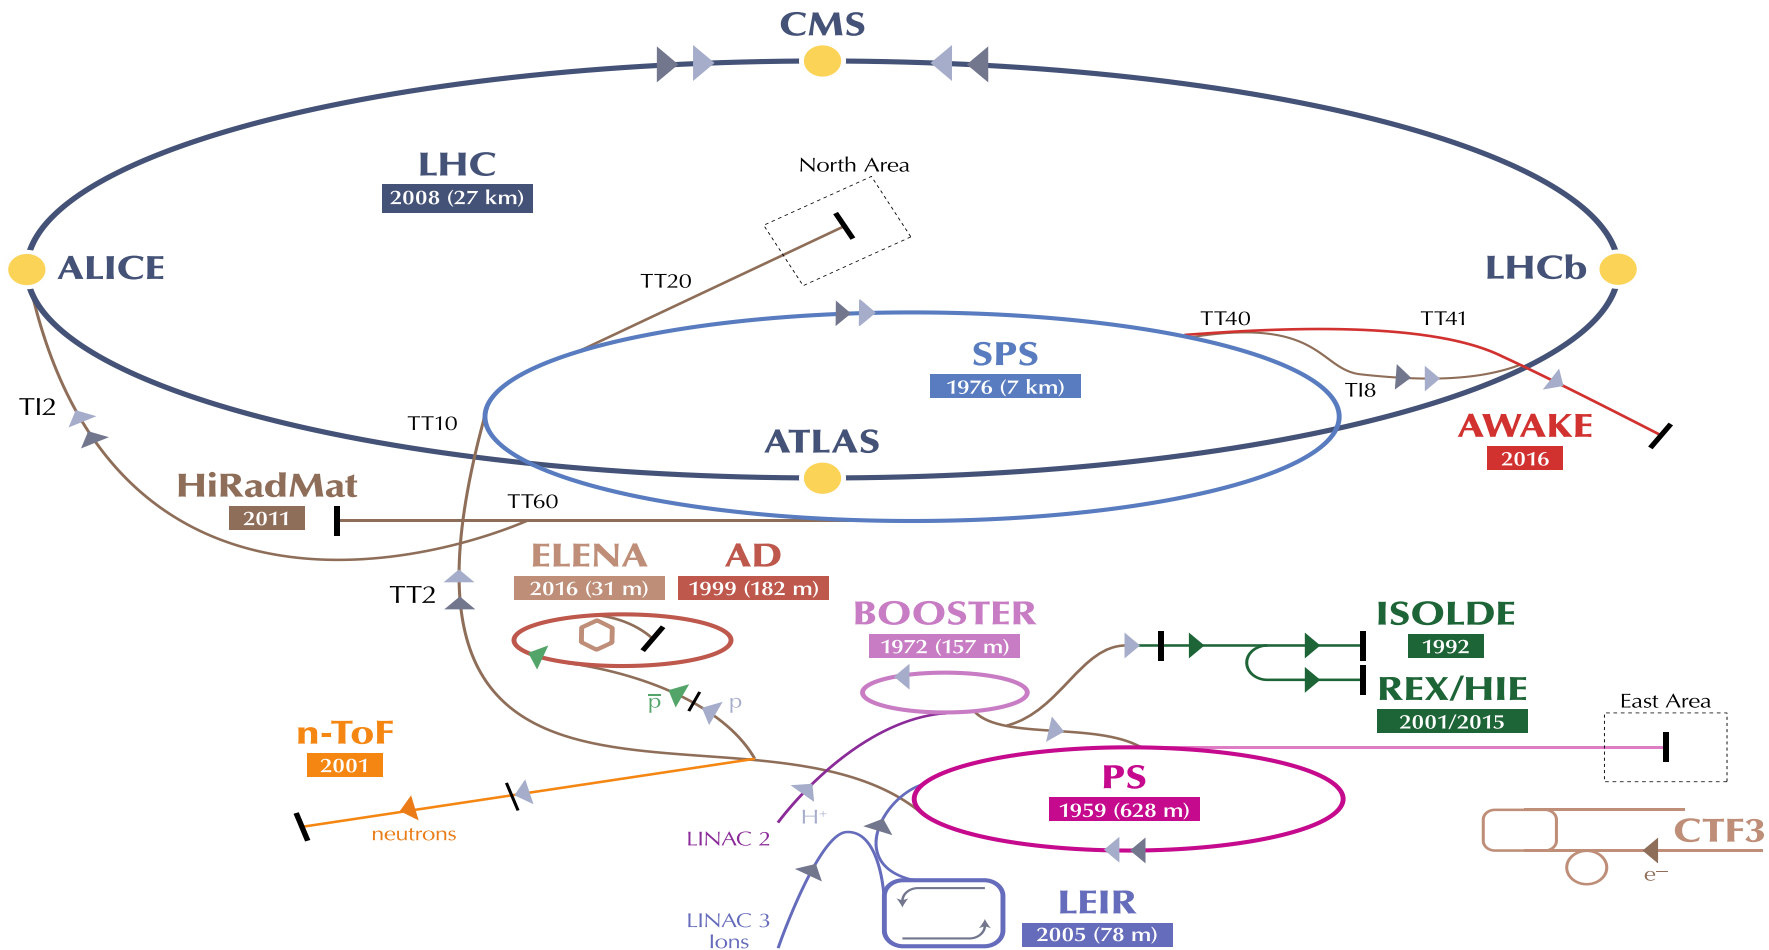 CMS
LHC
2008 (27 km)
North Area
ALICE
LHCb
TT20
TT40
TT41
SPS
1976 (7 km)
TI8
TI2
TT10
ATLAS
AWAKE
2016
HiRadMat
2011
TT60
ELENA
2016 (31 m)
AD
1999 (182 m)
TT2
BOOSTER
1972 (157 m)
ISOLDE
1992
REX/HIE
2001/2015
East Area
p̅
p
n-ToF
2001
neutrons
PS
1959 (628 m)
H⁺
LINAC 2
CTF3
e⁻
LEIR
2005 (78 m)
LINAC 3
Ions